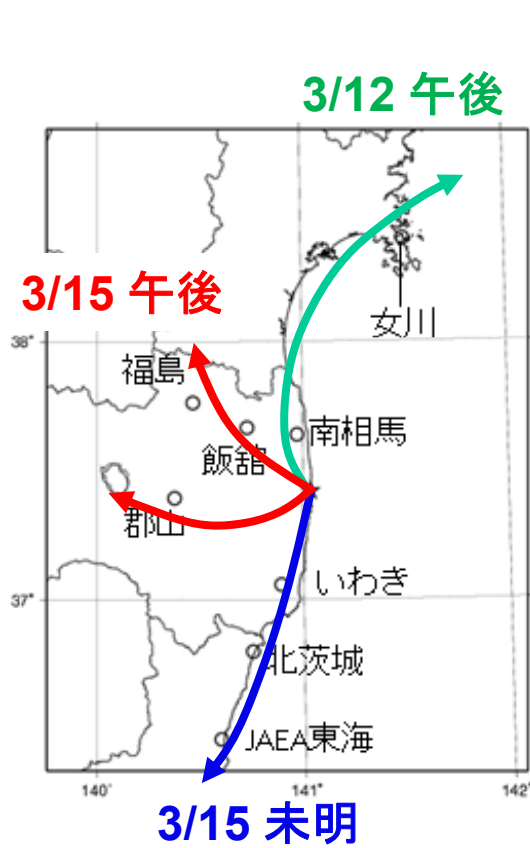 3/12 午後
3/15 午後
女川
38°
福島
南相馬
飯舘
郡山
いわき
37°
北茨城
JAEA東海
140°
141°
142°
3/15 未明